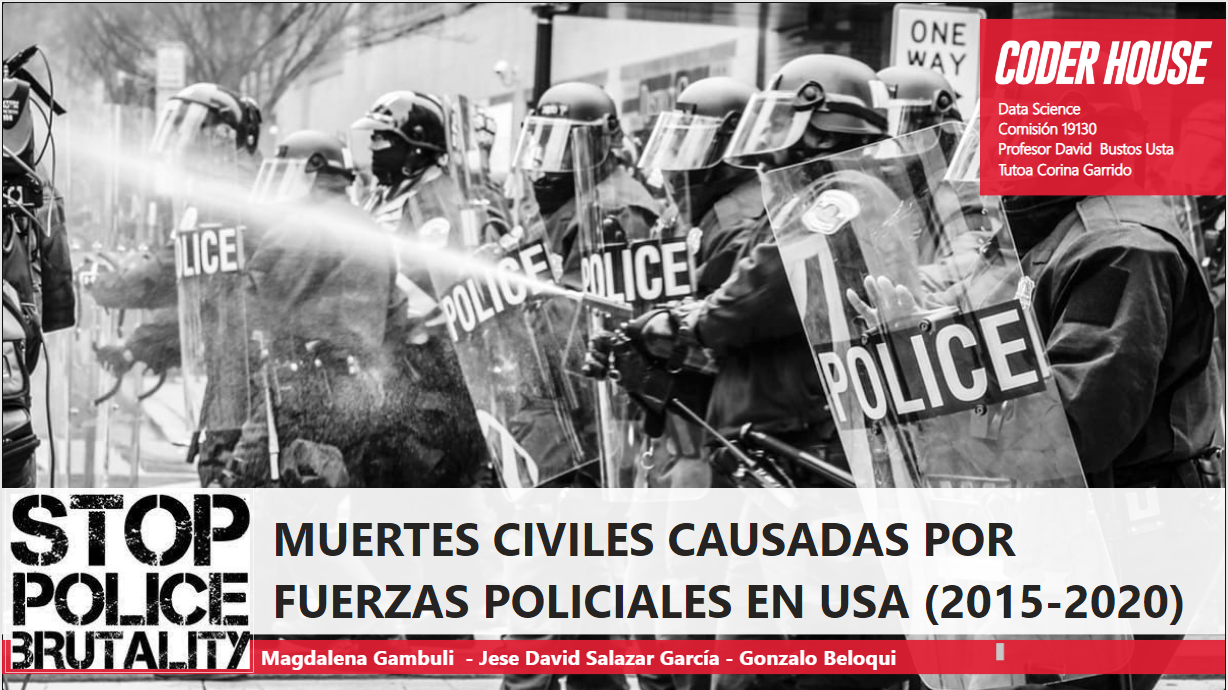 ONE
WAY
CODER HOUSE
Data Science
Comisión 19130
Profesor David Bustos Usta
Tutoa Corina Garrido
POLICE
POLICE
POLICE
POLICE
STOP
POLICE
BRUTALITY
MUERTES CIVILES CAUSADAS POR
FUERZAS POLICIALES EN USA (2015-2020)
Magdalena Gambuli - Jese David Salazar García - Gonzalo Beloqui